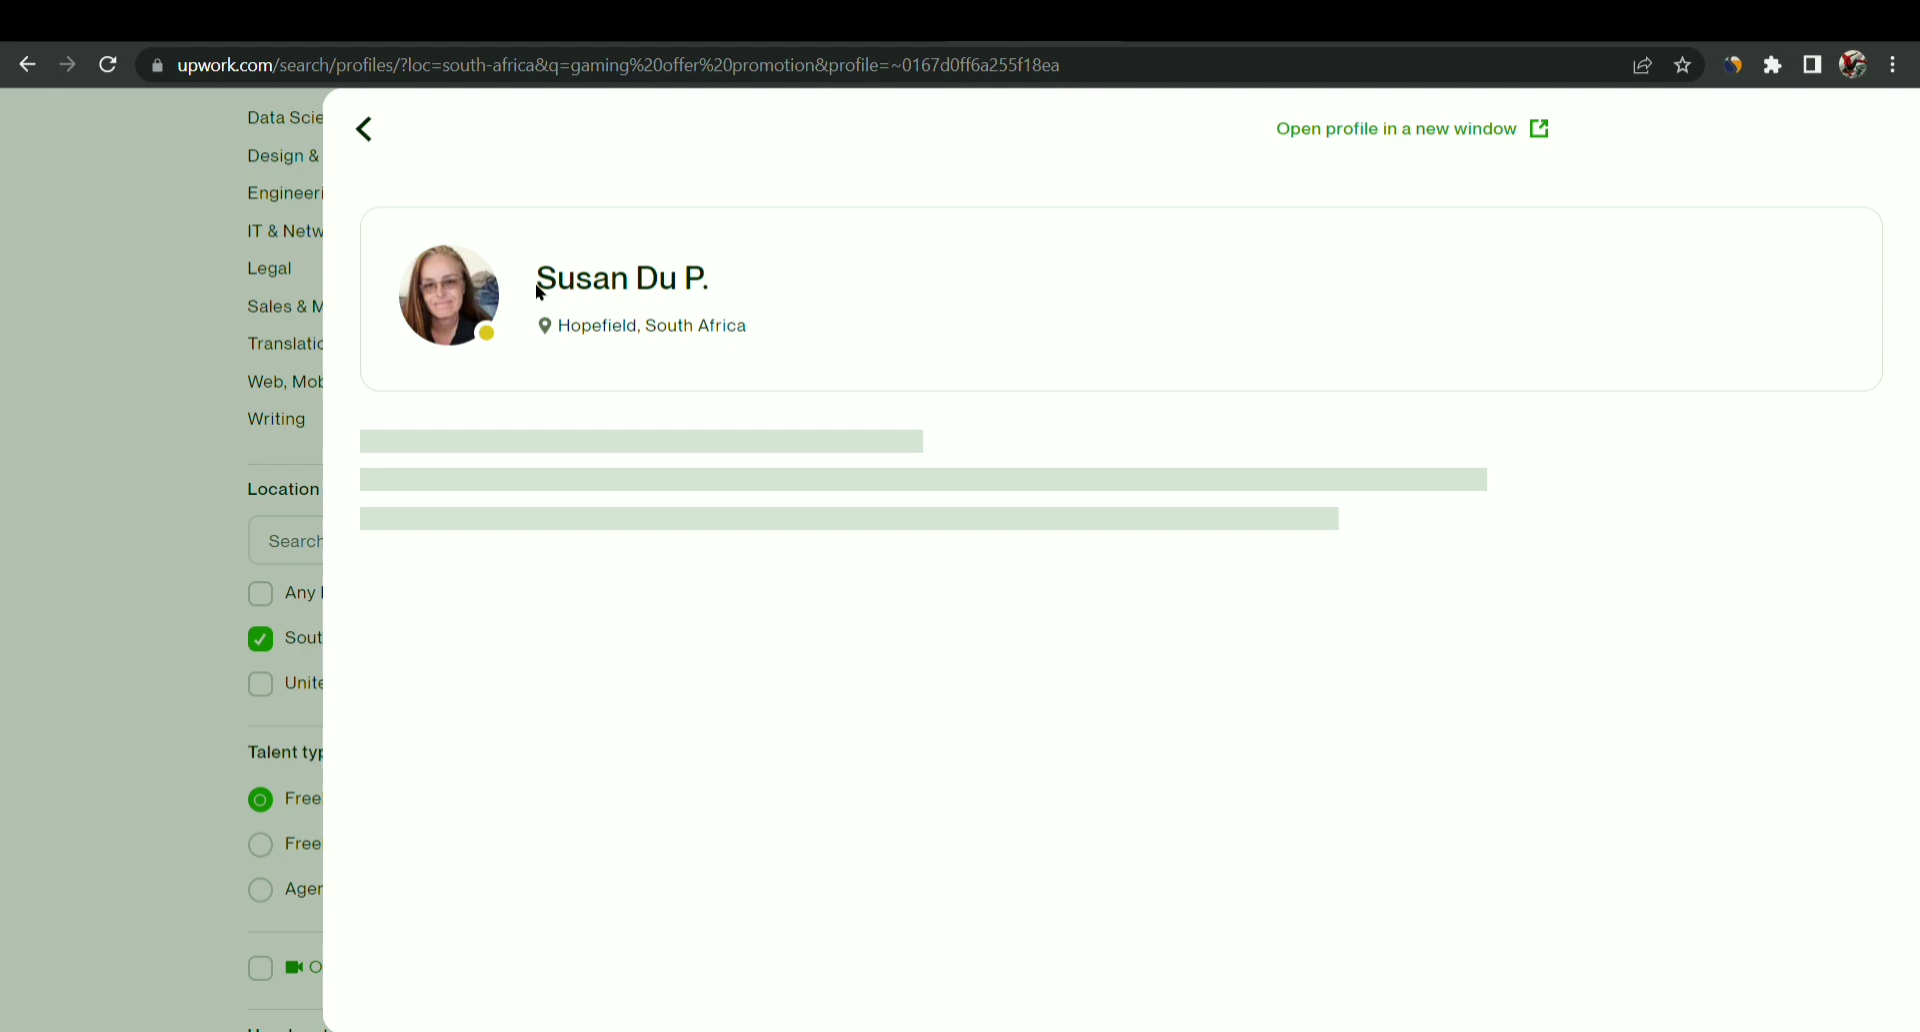 upwork.com/search/profiles/?loc=south-africa&q=gaming%20offer%20promotion&profile=~0167d0ff6a255f18ea
Data Scie
Design &
Engineeri
IT & Netw
Legal
Sales & M
Translatic
Web, Mob
Writing
Location
Search
Any
Sout
Unite
Talent typ
Free
Free
Agen
O
Open profile in a new window
Susan Du P.
Hopefield, South Africa